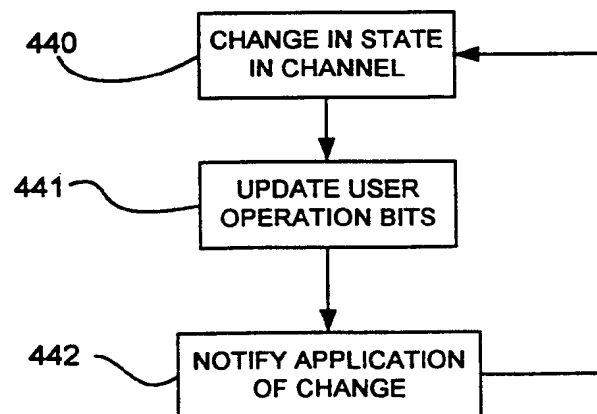 440
CHANGE IN STATE
IN CHANNEL
441
UPDATE USER
OPERATION BITS
442
NOTIFY APPLICATION
OF CHANGE